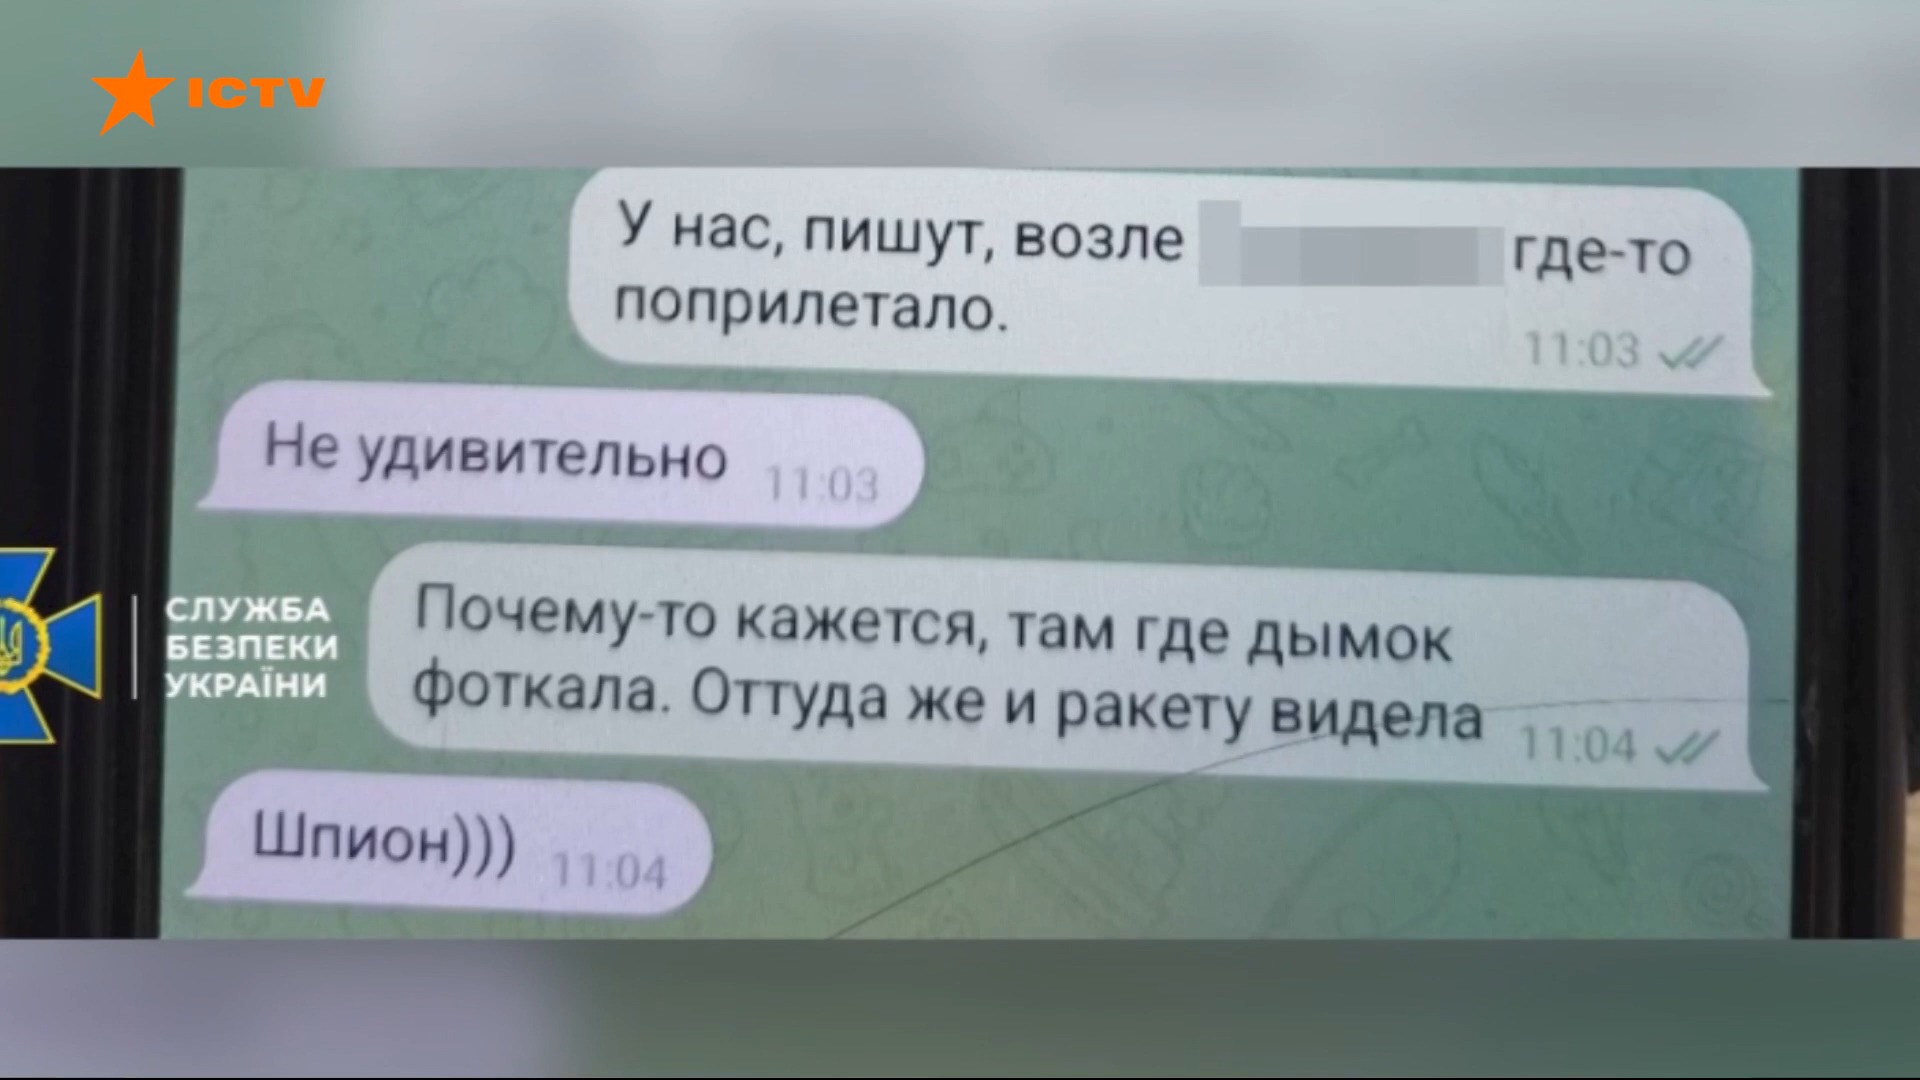 ICTV
У нас, пишут, возле где-то
поприлетало.
11:03
Не удивительно 11:03
СЛУЖБА
БЕЗПЕКИ
УКРАЇНИ
Почему-то кажется, там где дымок
фоткала. Оттуда же и ракету видела
11:04
Шпион))) 11:04